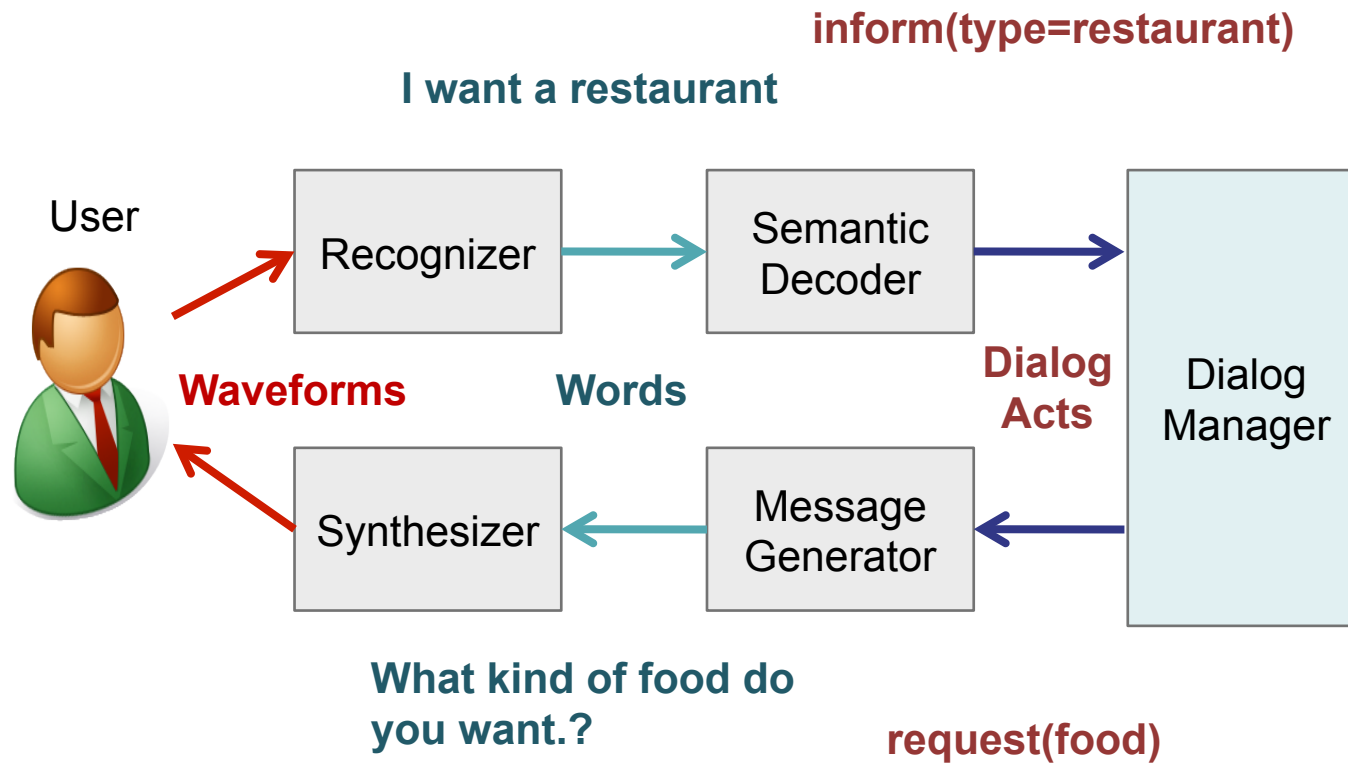 inform(type=restaurant)
I want a restaurant
User
Recognizer
Semantic
Decoder
Waveforms
Words
Dialog
Acts
Dialog
Manager
Synthesizer
Message
Generator
What kind of food do
you want.?
request(food)